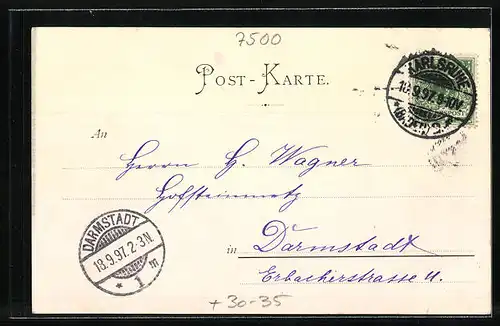 7500
POST-KARTE.
KARLSRUHE
18.9.97. 9-10V.
An
Herrn H. Wagner
Hofsteinmetz
DARMSTADT
18.9.97. 2-3N.
* 1 m
in Darmstadt
Erbacherstrasse 11.
+ 30-35